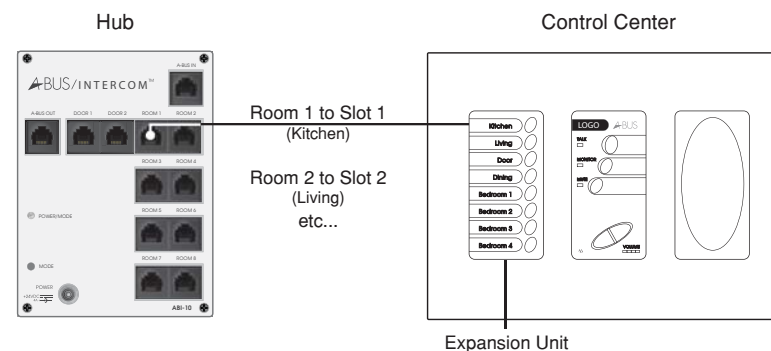 Hub
Control Center
A-BUS IN
A-BUS/INTERCOM™
A-BUS OUT DOOR 1 DOOR 2 ROOM 1 ROOM 2
ROOM 3 ROOM 4
ROOM 5 ROOM 6
POWER/MODE
ROOM 7 ROOM 8
MODE
POWER
+24VDC
ABI-10
Room 1 to Slot 1
(Kitchen)
Room 2 to Slot 2
(Living)
etc...
Kitchen
Living
Door
Dining
Bedroom 1
Bedroom 2
Bedroom 3
Bedroom 4
LOGO A-BUS
TALK
MONITOR
MUTE
VOLUME
Expansion Unit